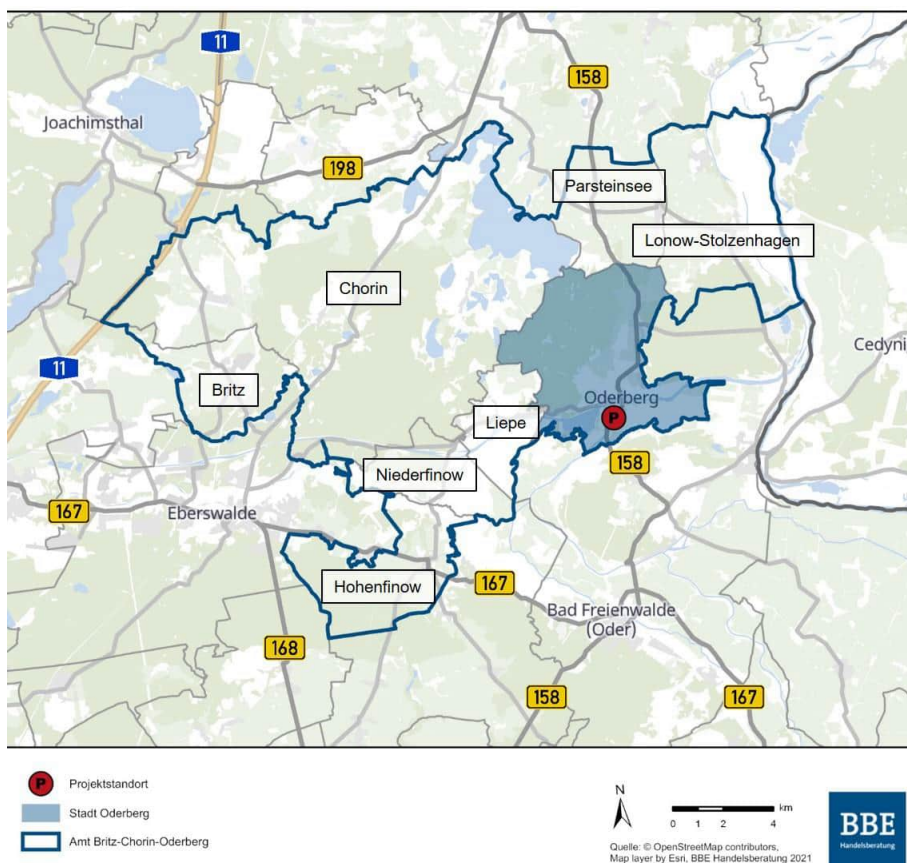 11
158
Joachimsthal
198
Parsteinsee
Lonow-Stolzenhagen
Chorin
Cedyni
11
Britz
Oderberg
P
Liepe
158
Niederfinow
167
Eberswalde
Hohenfinow
167
Bad Freienwalde
(Oder)
168
158
167
P Projektstandort
Stadt Oderberg
Amt Britz-Chorin-Oderberg
N
km
0 1 2 4
Quelle: © OpenStreetMap contributors,
Map layer by Esri, BBE Handelsberatung 2021
BBE
Handelsberatung